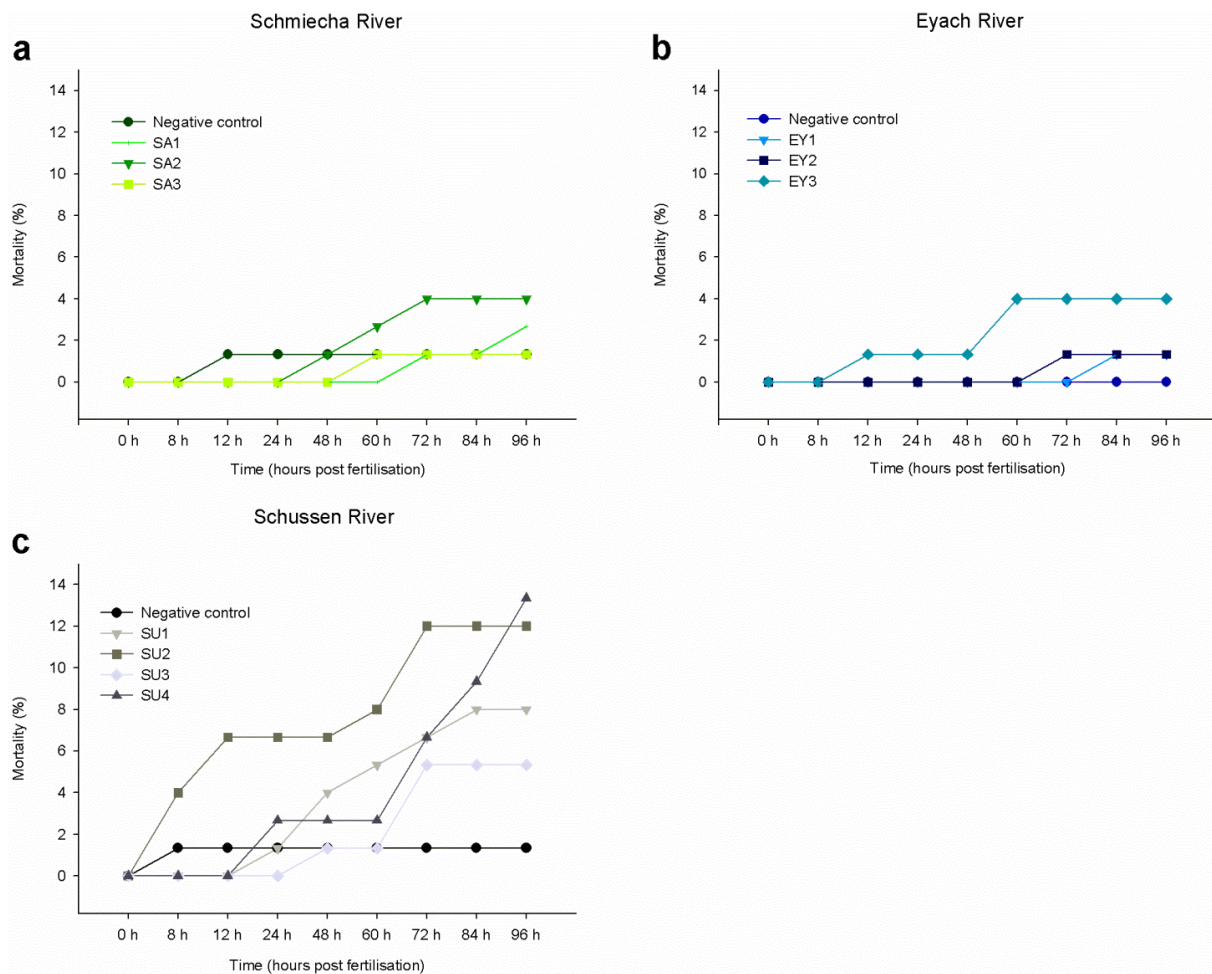 Schmiecha River
a
14
12
10
8
6
4
2
0
Mortality (%)
Negative control
SA1
SA2
SA3
0 h 8 h 12 h 24 h 48 h 60 h 72 h 84 h 96 h
Time (hours post fertilisation)
Eyach River
b
14
12
10
8
6
4
2
0
Mortality (%)
Negative control
EY1
EY2
EY3
0 h 8 h 12 h 24 h 48 h 60 h 72 h 84 h 96 h
Time (hours post fertilisation)
Schussen River
c
14
12
10
8
6
4
2
0
Mortality (%)
Negative control
SU1
SU2
SU3
SU4
0 h 8 h 12 h 24 h 48 h 60 h 72 h 84 h 96 h
Time (hours post fertilisation)